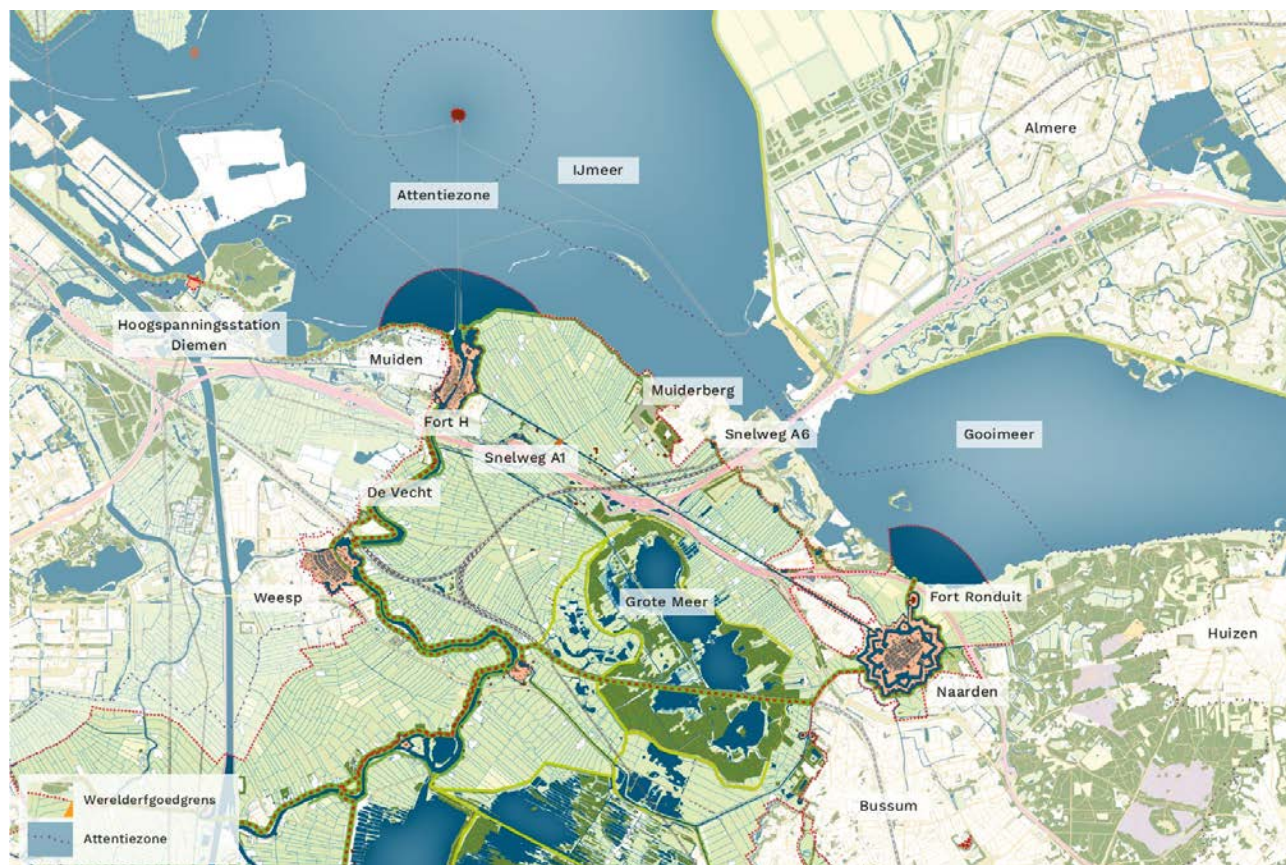 Almere
IJmeer
Attentiezone
Hoogspanningsstation
Diemen
Muiden
Muiderberg
Fort H
Snelweg A6
Gooimeer
Snelweg A1
De Vecht
Weesp
Grote Meer
Fort Ronduit
Huizen
Naarden
Werelderfgoedgrens
Bussum
Attentiezone